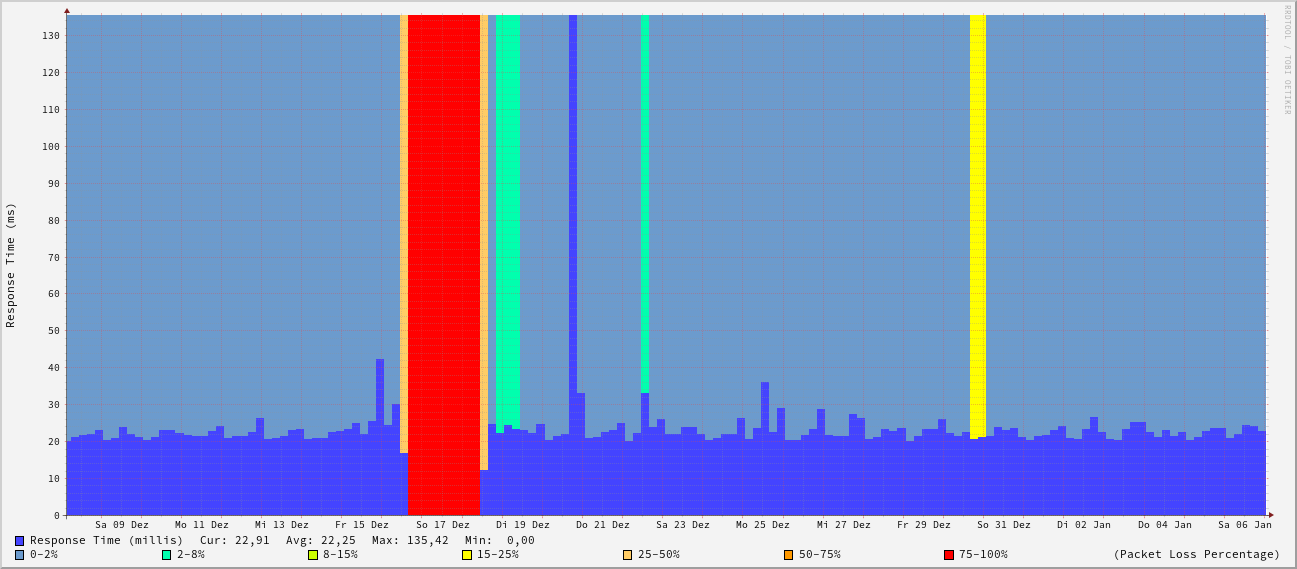 RRDTOOL / TOBI OETIKER
Response Time (ms)
130
120
110
100
90
80
70
60
50
40
30
20
10
0
Sa 09 Dez Mo 11 Dez Mi 13 Dez Fr 15 Dez So 17 Dez Di 19 Dez Do 21 Dez Sa 23 Dez Mo 25 Dez Mi 27 Dez Fr 29 Dez So 31 Dez Di 02 Jan Do 04 Jan Sa 06 Jan
Response Time (millis) Cur: 22,91 Avg: 22,25 Max: 135,42 Min: 0,00
0-2% 2-8% 8-15% 15-25% 25-50% 50-75% 75-100% (Packet Loss Percentage)